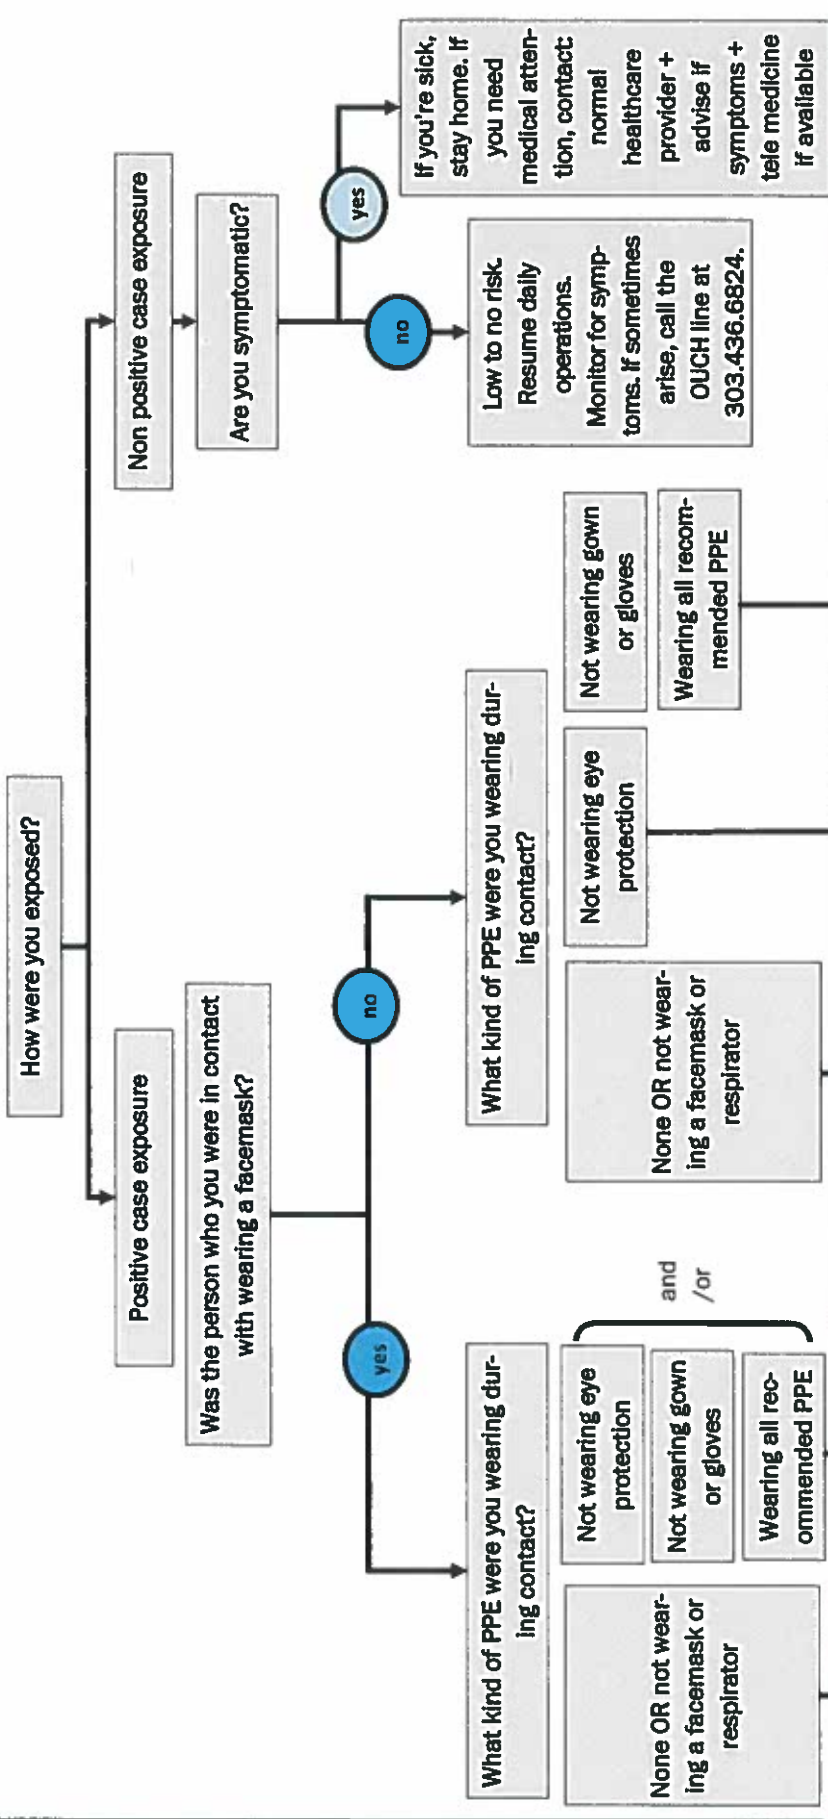 How were you exposed?
Positive case exposure
Non positive case exposure
Was the person who you were in contact
with wearing a facemask?
Are you symptomatic?
yes
no
no
yes
What kind of PPE were you wearing dur-
ing contact?
What kind of PPE were you wearing dur-
ing contact?
Low to no risk.
Resume daily
operations.
Monitor for symp-
toms. If sometimes
arise, call the
OUCH line at
303.436.6824.
If you're sick,
stay home. If
you need
medical atten-
tion, contact:
normal
healthcare
provider +
advise if
symptoms +
tele medicine
if available
None OR not wear-
ing a facemask or
respirator
Not wearing eye
protection
Not wearing gown
or gloves
Wearing all rec-
ommended PPE
and
/or
None OR not wear-
ing a facemask or
respirator
Not wearing eye
protection
Not wearing gown
or gloves
Wearing all recom-
mended PPE